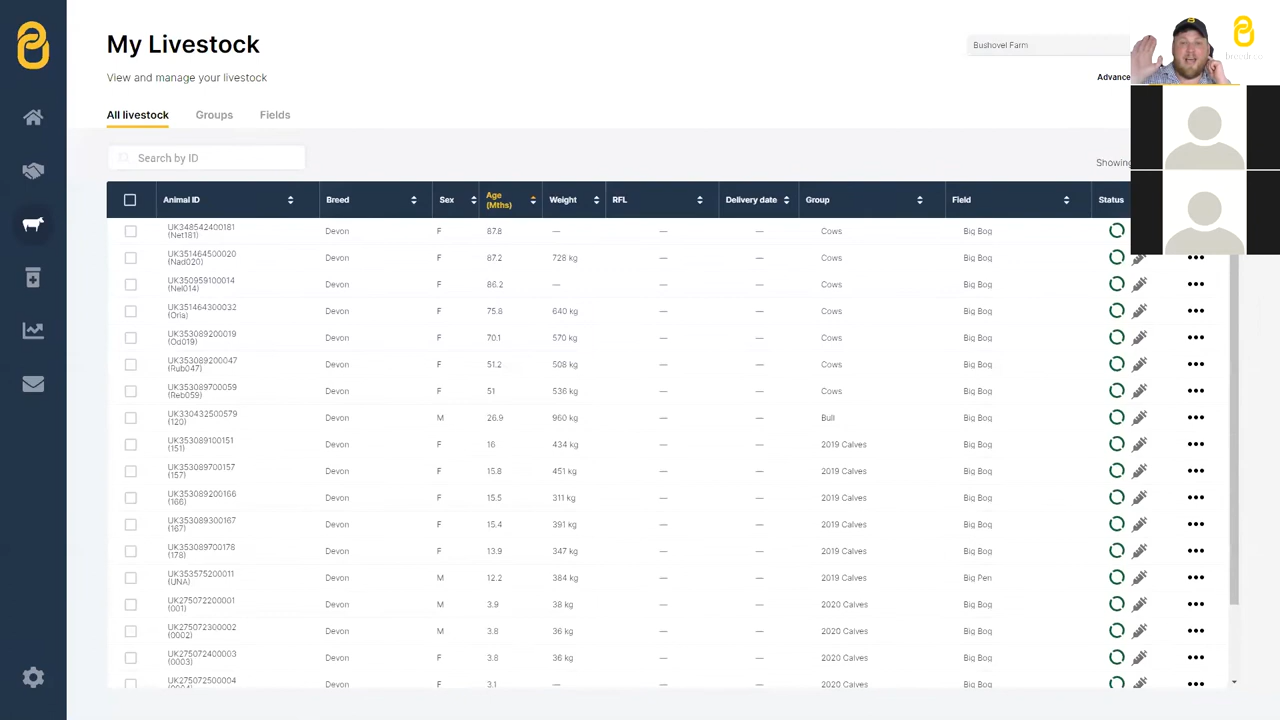 My Livestock
Bushovel Farm
View and manage your livestock
Advance
All livestock Groups Fields
Search by ID
Showing
Animal ID Breed Sex Age (Mths) Weight RFL Delivery date Group Field Status
UK348542400181 (Net181) Devon F 87.8 — — — Cows Big Bog
UK351464500020 (Nad020) Devon F 87.2 728 kg — — Cows Big Bog
UK350959100014 (Nel014) Devon F 86.2 — — — Cows Big Bog
UK351464300032 (Oria) Devon F 75.8 640 kg — — Cows Big Bog
UK353089200019 (Od019) Devon F 70.1 570 kg — — Cows Big Bog
UK353089200047 (Rub047) Devon F 51.2 508 kg — — Cows Big Bog
UK353089700059 (Reb059) Devon F 51 536 kg — — Cows Big Bog
UK330432500579 (120) Devon M 26.9 960 kg — — Bull Big Bog
UK353089100151 (151) Devon F 16 434 kg — — 2019 Calves Big Bog
UK353089700157 (157) Devon F 15.8 451 kg — — 2019 Calves Big Bog
UK353089200166 (166) Devon F 15.5 311 kg — — 2019 Calves Big Bog
UK353089300167 (167) Devon F 15.4 391 kg — — 2019 Calves Big Bog
UK353089700178 (178) Devon F 13.9 347 kg — — 2019 Calves Big Bog
UK353575200011 (UNA) Devon M 12.2 384 kg — — 2019 Calves Big Pen
UK275072200001 (001) Devon M 3.9 38 kg — — 2020 Calves Big Bog
UK275072300002 (0002) Devon M 3.8 36 kg — — 2020 Calves Big Bog
UK275072400003 (0003) Devon F 3.8 36 kg — — 2020 Calves Big Bog
UK275072500004 Devon F 3.1 — — — 2020 Calves Big Bog